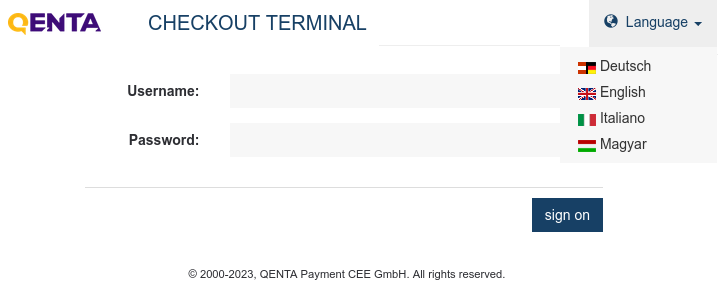 QENTA
CHECKOUT TERMINAL
Language
Deutsch
English
Italiano
Magyar
Username:
Password:
sign on
© 2000-2023, QENTA Payment CEE GmbH. All rights reserved.